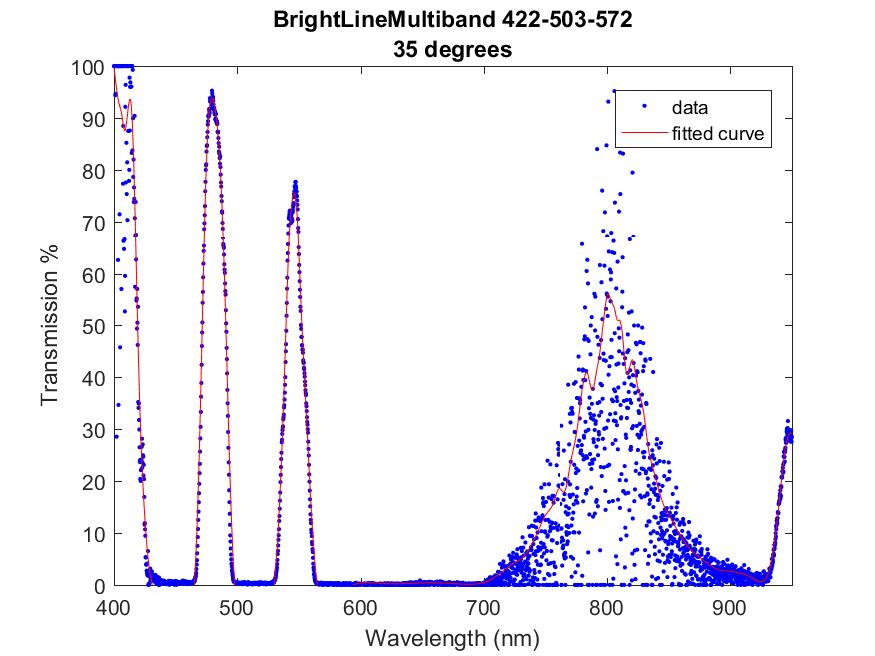 BrightLineMultiband 422-503-572
35 degrees
100
90
80
70
60
50
40
30
20
10
0
Transmission %
data
fitted curve
400 500 600 700 800 900
Wavelength (nm)